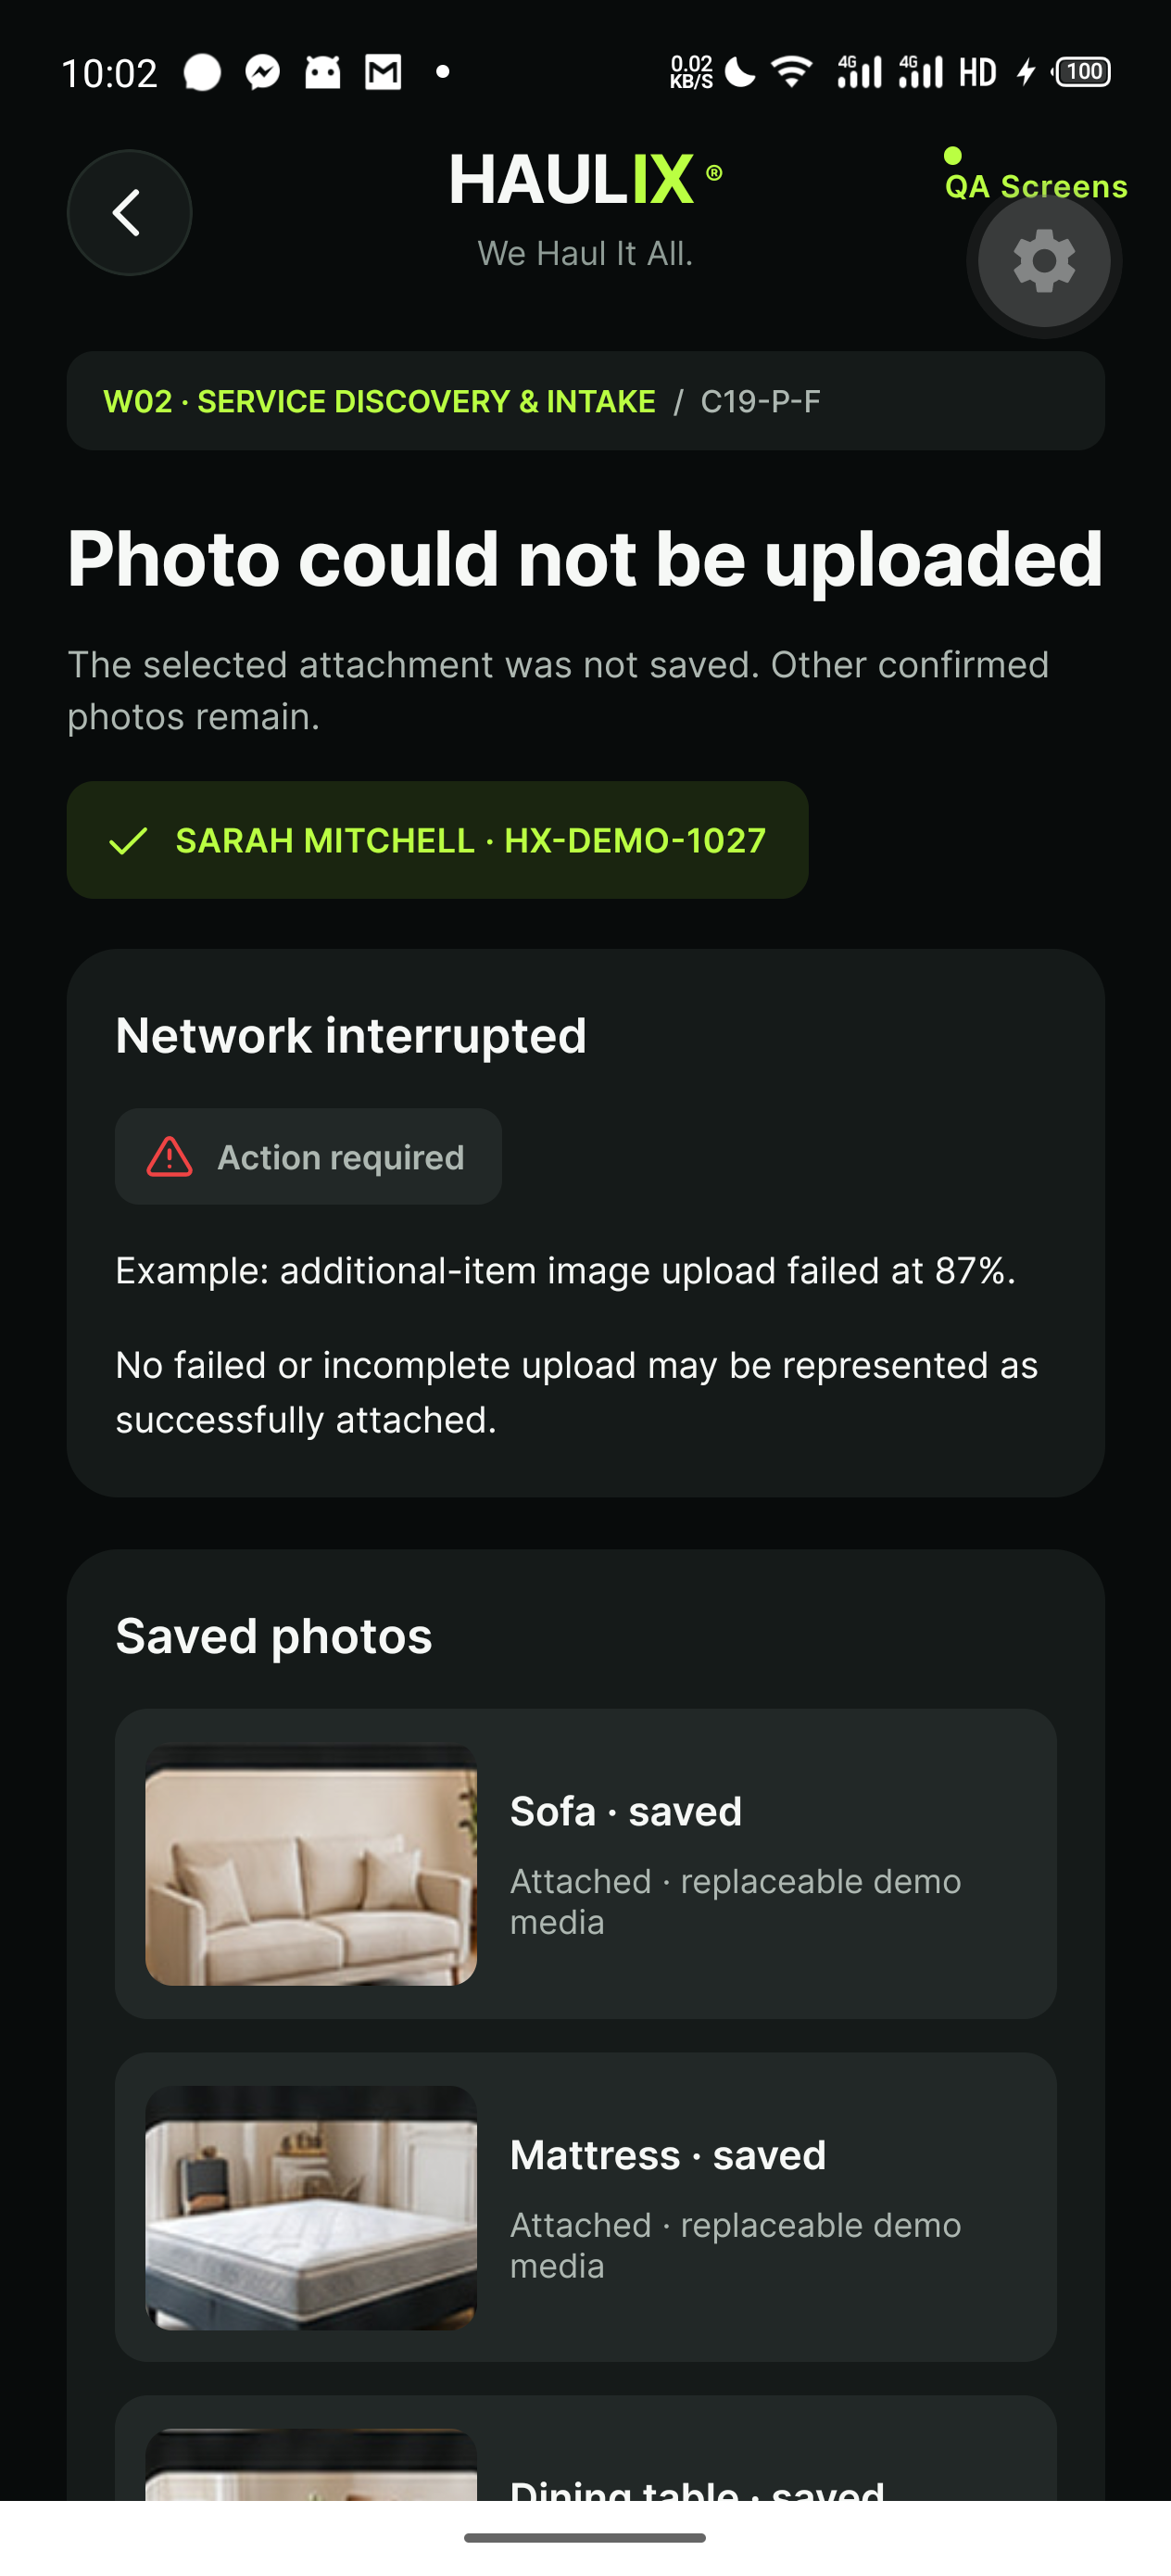 10:02
0.02 KB/S
4G 4G HD 100
HAULIX®
We Haul It All.
QA Screens
W02 · SERVICE DISCOVERY & INTAKE / C19-P-F
Photo could not be uploaded
The selected attachment was not saved. Other confirmed
photos remain.
SARAH MITCHELL · HX-DEMO-1027
Network interrupted
Action required
Example: additional-item image upload failed at 87%.
No failed or incomplete upload may be represented as
successfully attached.
Saved photos
Sofa · saved
Attached · replaceable demo
media
Mattress · saved
Attached · replaceable demo
media
Dining table · saved